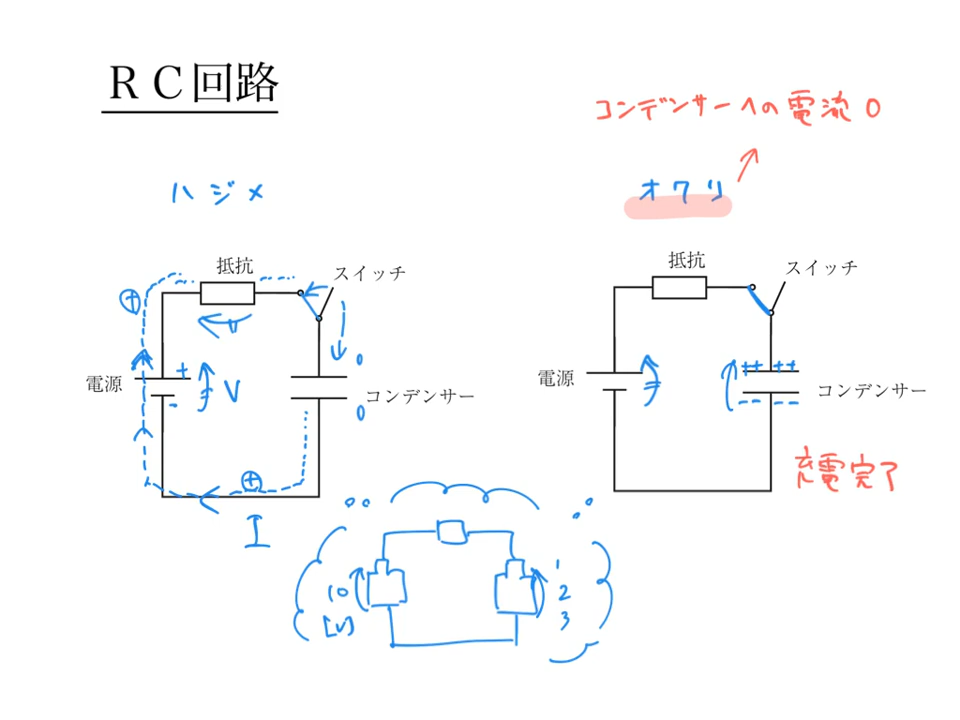 RC回路
コンデンサーへの電流0
ハジメ
オワリ
抵抗
スイッチ
抵抗
スイッチ
⊕
電源
+
-
V
0
コンデンサー
0
電源
++ ++
-- --
コンデンサー
⊕
I
充電完了
10
[V]
1
2
3